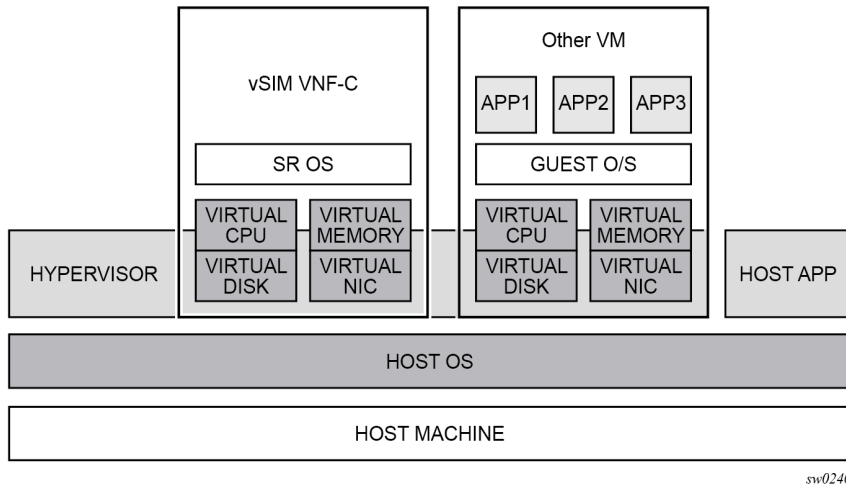 vSIM VNF-C
Other VM
APP1 APP2 APP3
SR OS
GUEST O/S
VIRTUAL
CPU
VIRTUAL
MEMORY
VIRTUAL
DISK
VIRTUAL
NIC
VIRTUAL
CPU
VIRTUAL
MEMORY
VIRTUAL
DISK
VIRTUAL
NIC
HYPERVISOR
HOST APP
HOST OS
HOST MACHINE